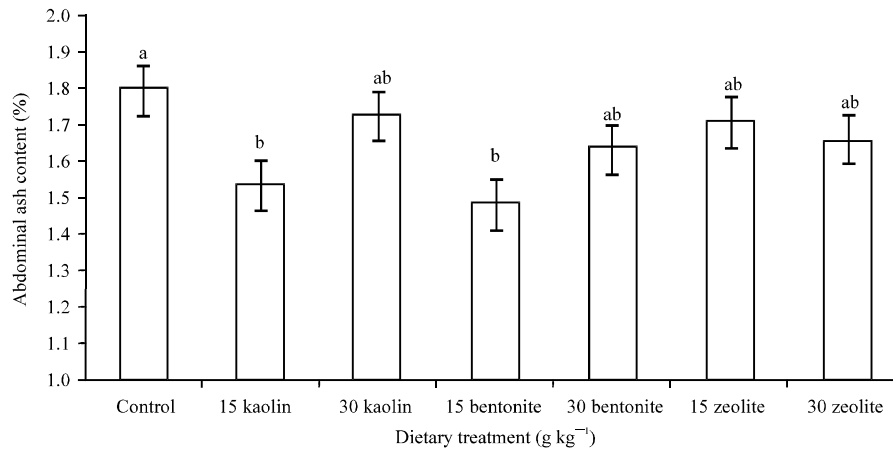 2.0
1.9
1.8
1.7
1.6
1.5
1.4
1.3
1.2
1.1
1.0
Abdominal ash content (%)
a
b
ab
b
ab
ab
ab
Control 15 kaolin 30 kaolin 15 bentonite 30 bentonite 15 zeolite 30 zeolite
Dietary treatment (g kg⁻¹)